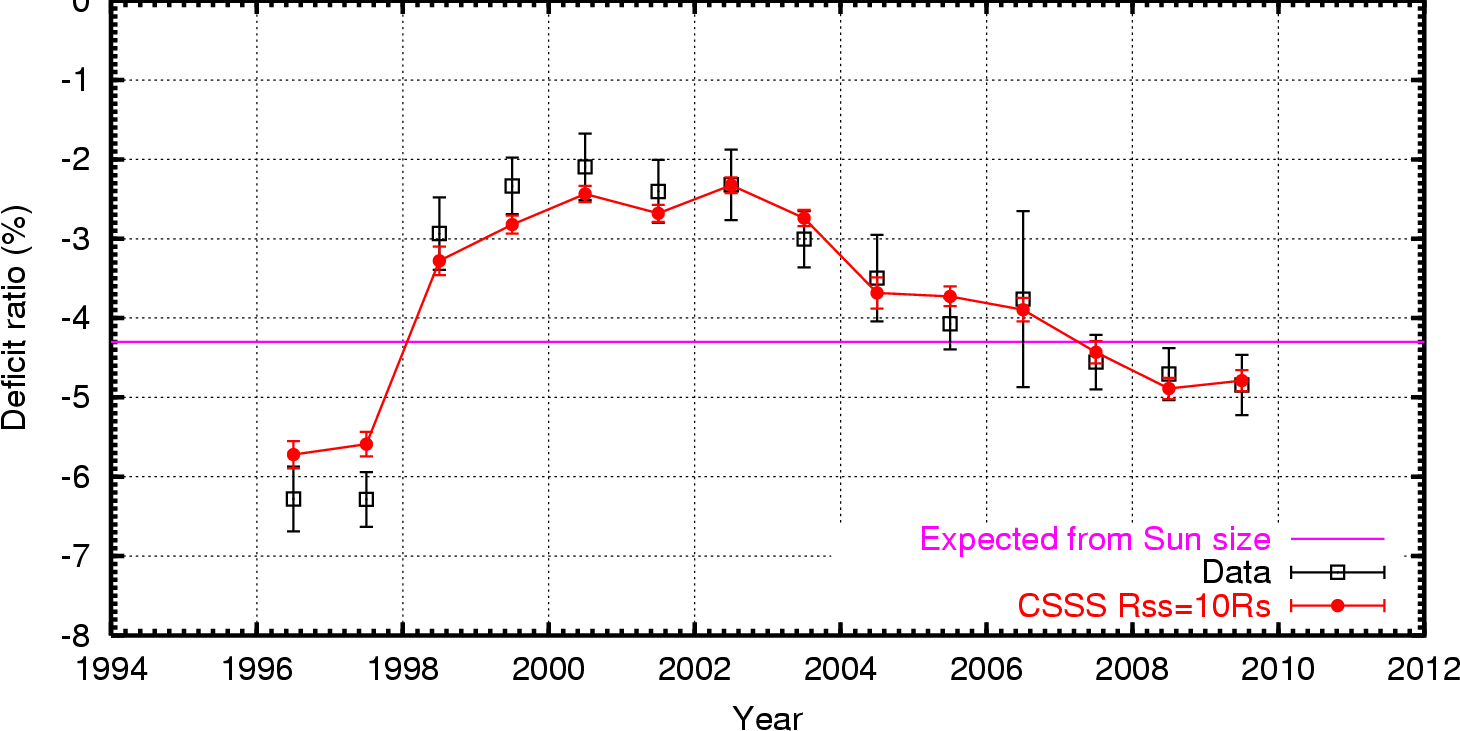 0
-1
-2
-3
-4
-5
-6
-7
-8
Deficit ratio (%)
Expected from Sun size
Data
CSSS Rss=10Rs
1994 1996 1998 2000 2002 2004 2006 2008 2010 2012
Year